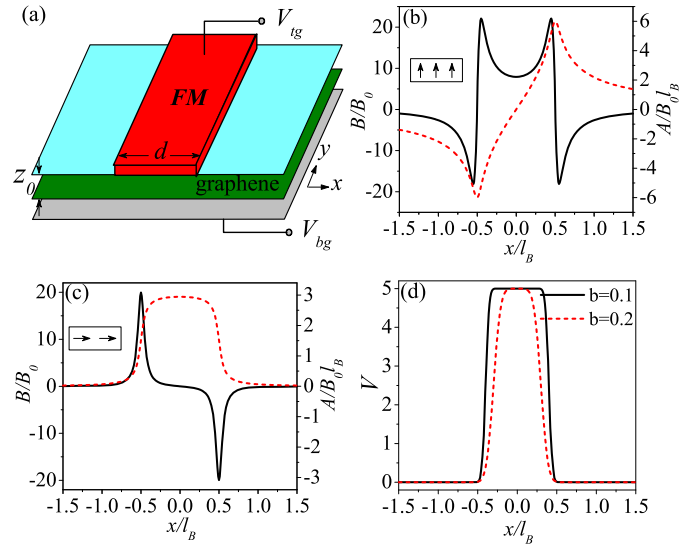 (a)
V_tg
FM
d
z_0
graphene
y
x
V_bg
(b)
B/B_0
20
10
0
-10
-20
6
4
2
0
-2
-4
-6
A/B_0l_B
-1.5 -1.0 -0.5 0.0 0.5 1.0 1.5
x/l_B
(c)
B/B_0
20
10
0
-10
-20
3
2
1
0
-1
-2
-3
A/B_0l_B
-1.5 -1.0 -0.5 0.0 0.5 1.0 1.5
x/l_B
(d)
b=0.1
b=0.2
V
5
4
3
2
1
0
-1.5 -1.0 -0.5 0.0 0.5 1.0 1.5
x/l_B